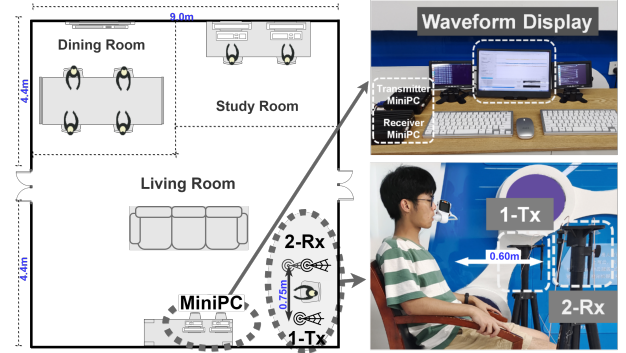 9.0m
Dining Room
4.4m
Study Room
Living Room
4.4m
2-Rx
0.75m
MiniPC
1-Tx
Waveform Display
Transmitter
MiniPC
Receiver
MiniPC
1-Tx
0.60m
2-Rx